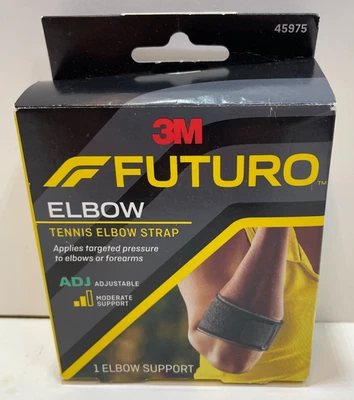 45975
3M
FUTURO™
ELBOW
TENNIS ELBOW STRAP
Applies targeted pressure
to elbows or forearms
ADJ ADJUSTABLE
MODERATE
SUPPORT
1 ELBOW SUPPORT